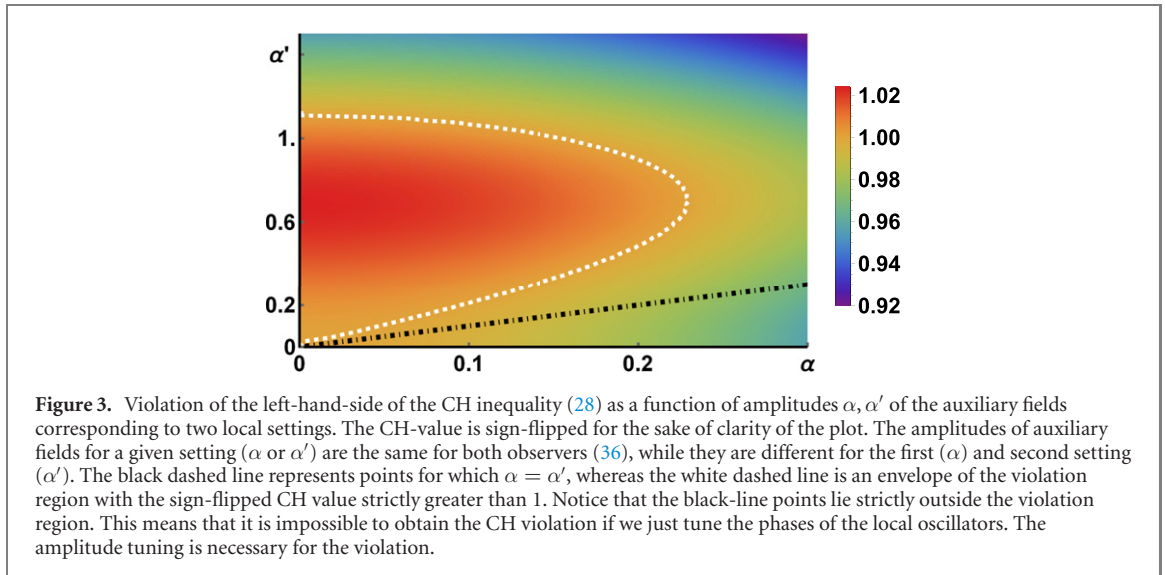 α'
1.
0.6
0.2
0
0
0.1
0.2
α
1.02
1.00
0.98
0.96
0.94
0.92
Figure 3. Violation of the left-hand-side of the CH inequality (28) as a function of amplitudes α, α′ of the auxiliary fields
corresponding to two local settings. The CH-value is sign-flipped for the sake of clarity of the plot. The amplitudes of auxiliary
fields for a given setting (α or α′) are the same for both observers (36), while they are different for the first (α) and second setting
(α′). The black dashed line represents points for which α = α′, whereas the white dashed line is an envelope of the violation
region with the sign-flipped CH value strictly greater than 1. Notice that the black-line points lie strictly outside the violation
region. This means that it is impossible to obtain the CH violation if we just tune the phases of the local oscillators. The
amplitude tuning is necessary for the violation.